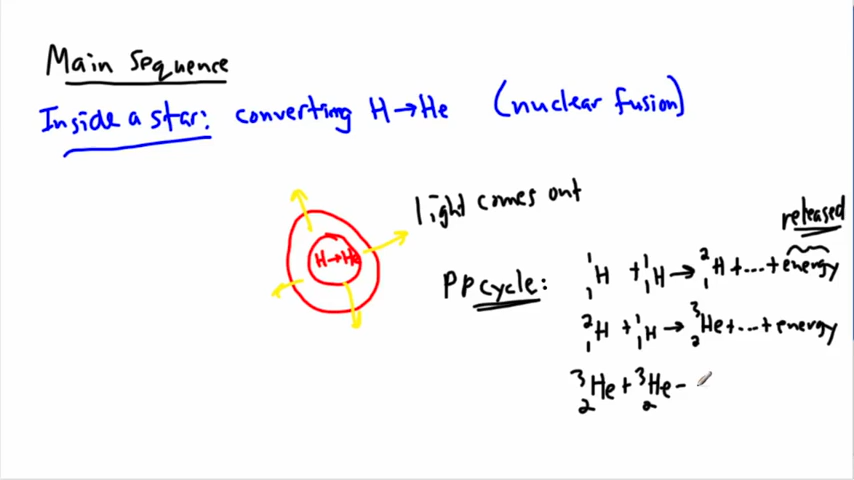 Main Sequence
Inside a star: converting H→He (nuclear fusion)
light comes out
H→He
released
PP cycle: ¹₁H + ¹₁H → ²₁H + ... + energy
²₁H + ¹₁H → ³₂He + ... + energy
³₂He + ³₂He -